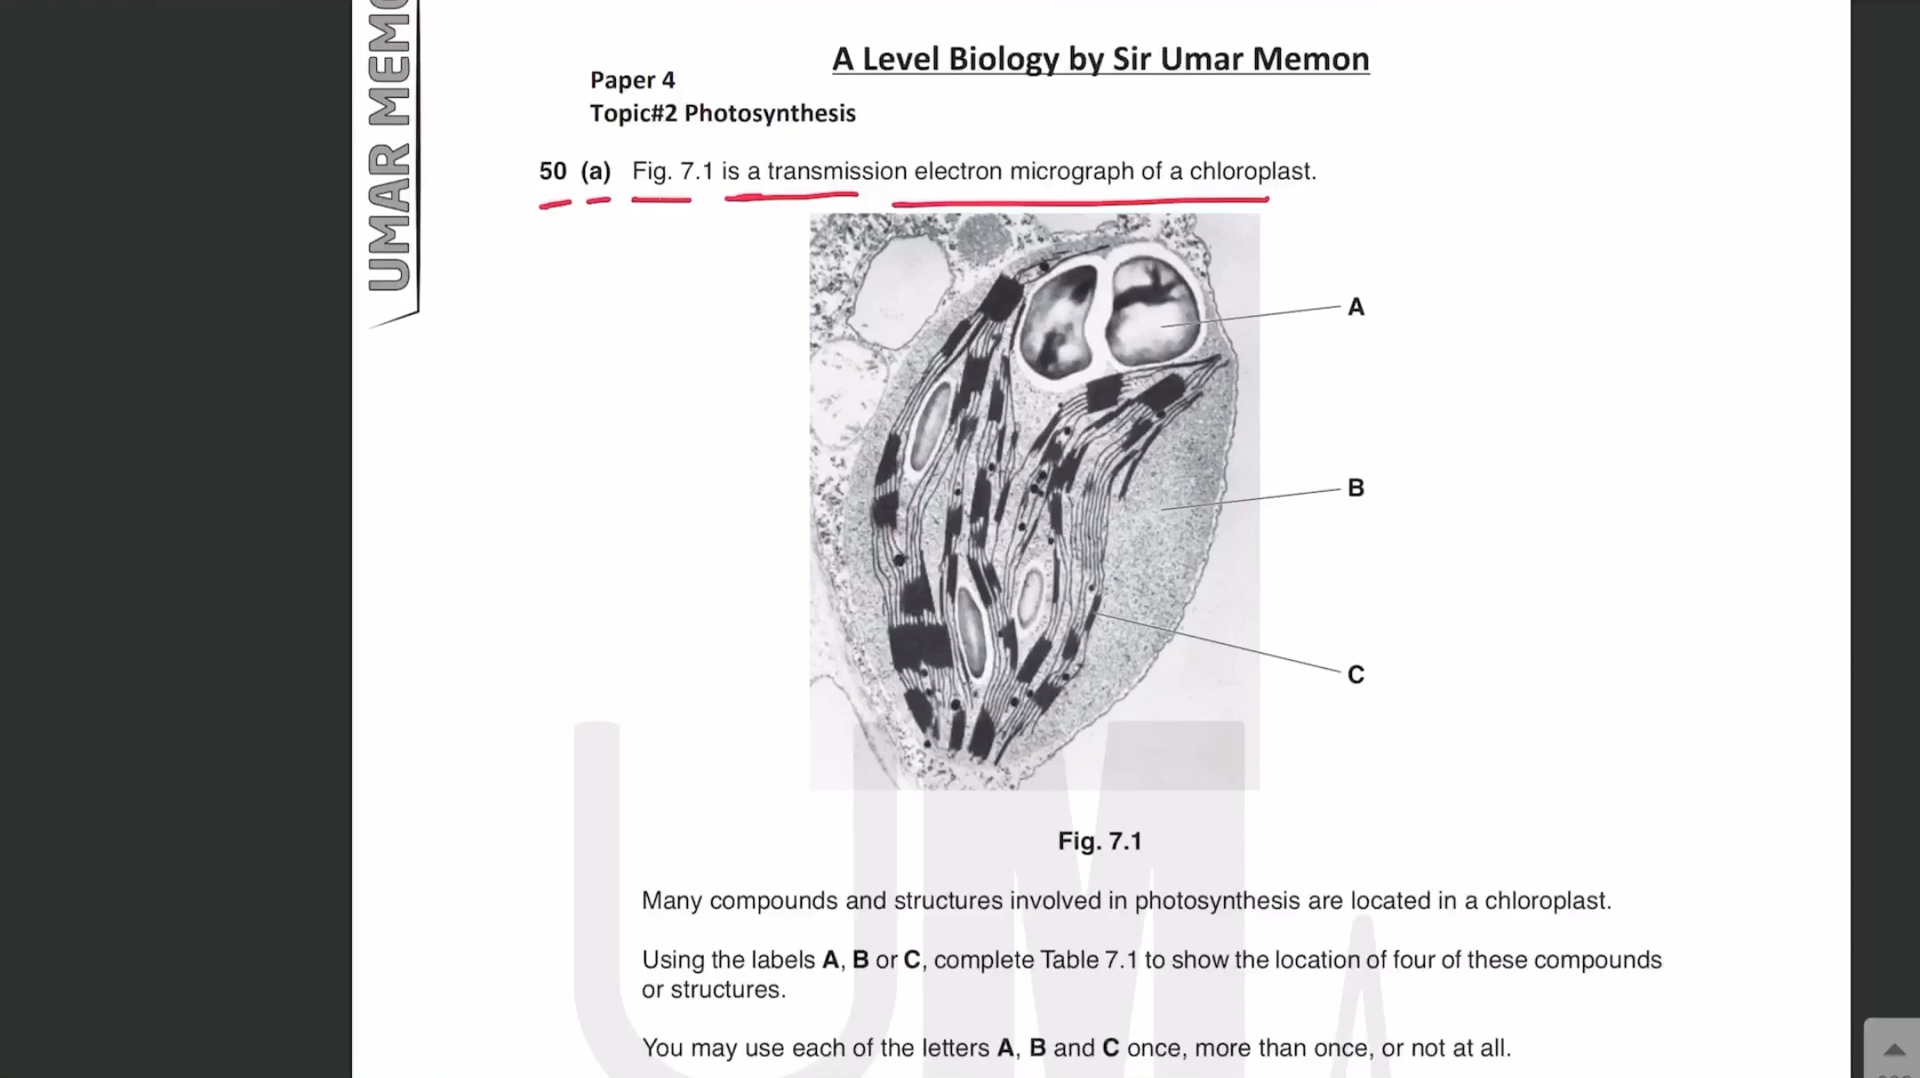 UMAR MEMO
A Level Biology by Sir Umar Memon
Paper 4
Topic#2 Photosynthesis
50 (a) Fig. 7.1 is a transmission electron micrograph of a chloroplast.
A
B
C
Fig. 7.1
Many compounds and structures involved in photosynthesis are located in a chloroplast.
Using the labels A, B or C, complete Table 7.1 to show the location of four of these compounds
or structures.
You may use each of the letters A, B and C once, more than once, or not at all.
UM